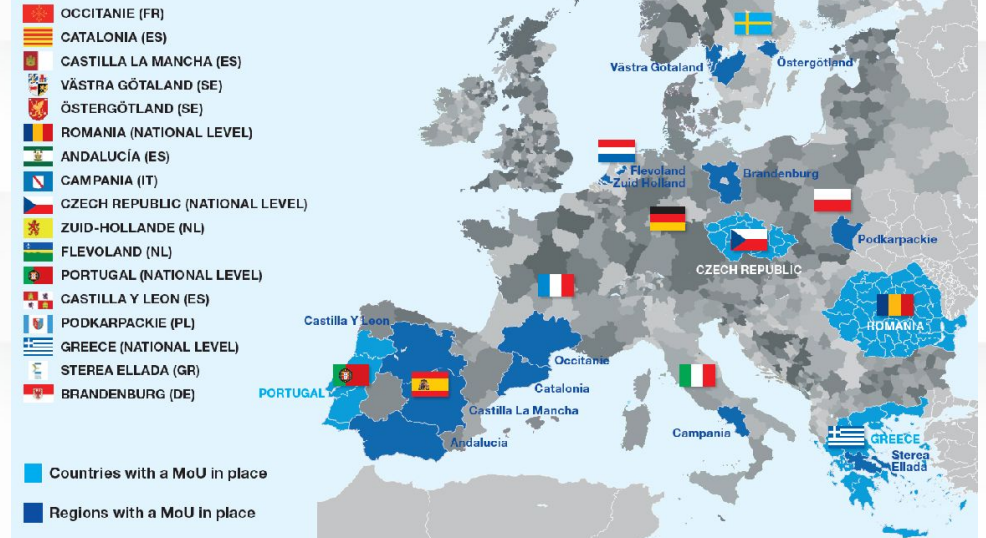 OCCITANIE (FR)
CATALONIA (ES)
CASTILLA LA MANCHA (ES)
VÄSTRA GÖTALAND (SE)
ÖSTERGÖTLAND (SE)
ROMANIA (NATIONAL LEVEL)
ANDALUCÍA (ES)
CAMPANIA (IT)
CZECH REPUBLIC (NATIONAL LEVEL)
ZUID-HOLLANDE (NL)
FLEVOLAND (NL)
PORTUGAL (NATIONAL LEVEL)
CASTILLA Y LEON (ES)
PODKARPACKIE (PL)
GREECE (NATIONAL LEVEL)
STEREA ELLADA (GR)
BRANDENBURG (DE)
Countries with a MoU in place
Regions with a MoU in place
Västra Götaland
Östergötland
Flevoland
Zuid Holland
Brandenburg
Podkarpackie
CZECH REPUBLIC
ROMANIA
Castilla Y Leon
Occitanie
Catalonia
PORTUGAL
Castilla La Mancha
Andalucia
Campania
GREECE
Sterea
Ellada